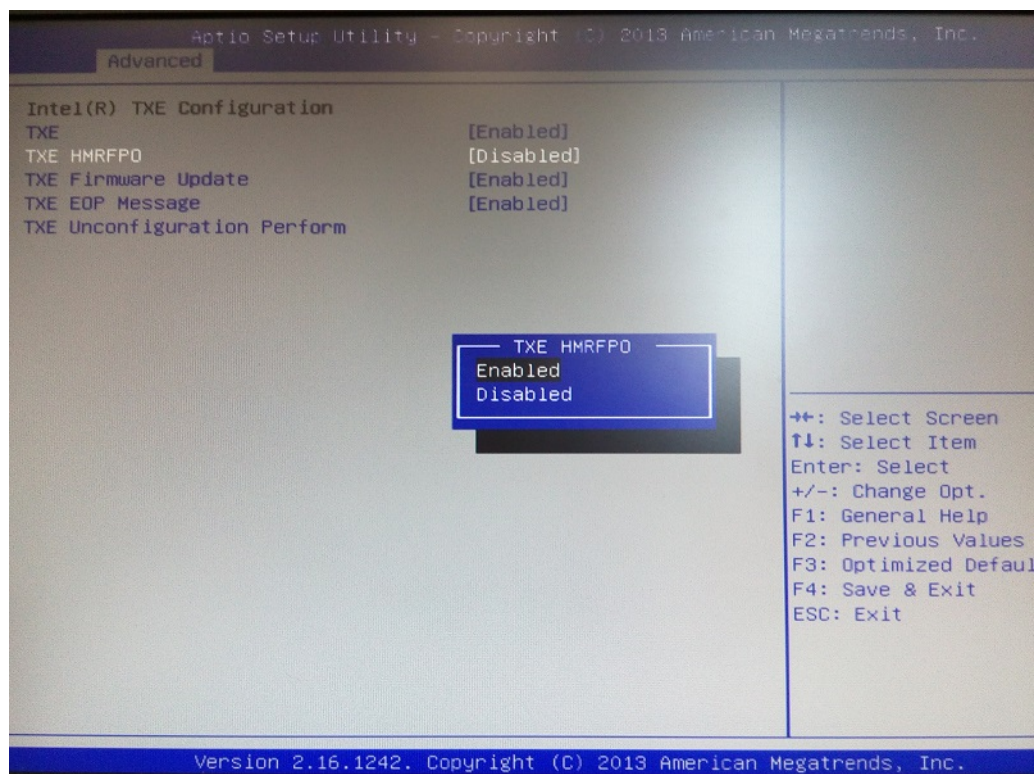 Aptio Setup Utility - Copyright (C) 2013 American Megatrends, Inc.
Advanced
Intel(R) TXE Configuration
TXE [Enabled]
TXE HMRFPO [Disabled]
TXE Firmware Update [Enabled]
TXE EOP Message [Enabled]
TXE Unconfiguration Perform
TXE HMRFPO
Enabled
Disabled
→←: Select Screen
↑↓: Select Item
Enter: Select
+/-: Change Opt.
F1: General Help
F2: Previous Values
F3: Optimized Defaul
F4: Save & Exit
ESC: Exit
Version 2.16.1242. Copyright (C) 2013 American Megatrends, Inc.